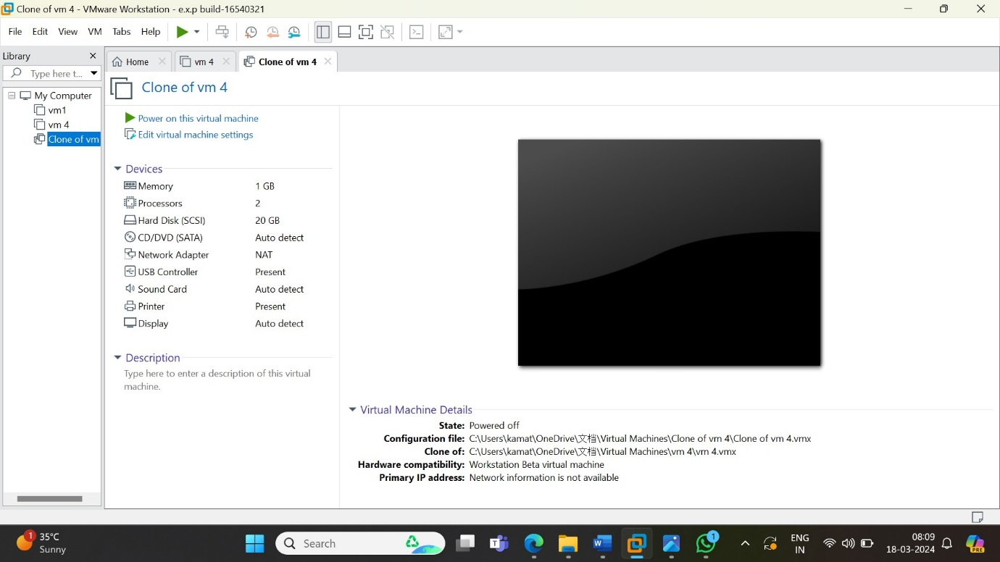 Clone of vm 4 - VMware Workstation - e.x.p build-16540321
File Edit View VM Tabs Help
Library
Home
vm 4
Clone of vm 4
Type here t...
My Computer
vm1
vm 4
Clone of vm
Clone of vm 4
Power on this virtual machine
Edit virtual machine settings
Devices
Memory 1 GB
Processors 2
Hard Disk (SCSI) 20 GB
CD/DVD (SATA) Auto detect
Network Adapter NAT
USB Controller Present
Sound Card Auto detect
Printer Present
Display Auto detect
Description
Type here to enter a description of this virtual
machine.
Virtual Machine Details
State: Powered off
Configuration file: C:\Users\kamat\OneDrive\文档\Virtual Machines\Clone of vm 4\Clone of vm 4.vmx
Clone of: C:\Users\kamat\OneDrive\文档\Virtual Machines\vm 4\vm 4.vmx
Hardware compatibility: Workstation Beta virtual machine
Primary IP address: Network information is not available
1
35°C
Sunny
Search
1
ENG
IN
08:09
18-03-2024
PRE